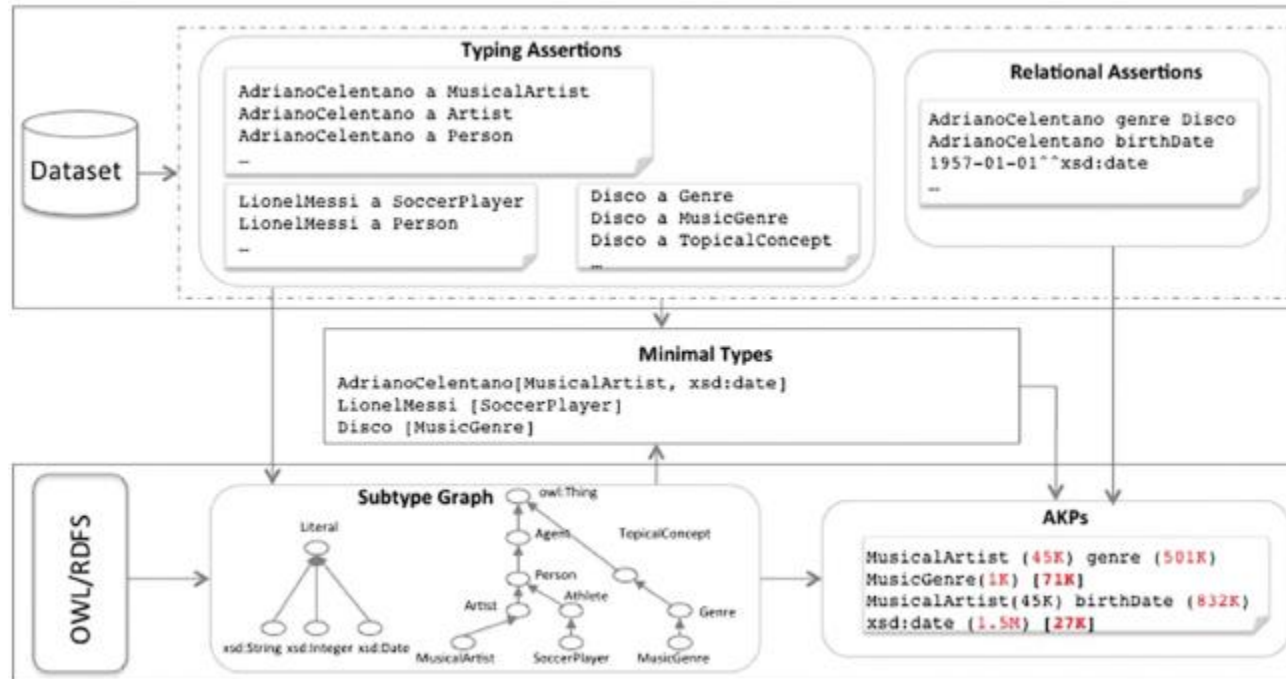 Typing Assertions
AdrianoCelentano a MusicalArtist
AdrianoCelentano a Artist
AdrianoCelentano a Person
…
LionelMessi a SoccerPlayer
LionelMessi a Person
…
Disco a Genre
Disco a MusicGenre
Disco a TopicalConcept
…
Relational Assertions
AdrianoCelentano genre Disco
AdrianoCelentano birthDate
1957-01-01^^xsd:date
…
Dataset
Minimal Types
AdrianoCelentano[MusicalArtist, xsd:date]
LionelMessi [SoccerPlayer]
Disco [MusicGenre]
OWL/RDFS
Subtype Graph
Literal
xsd:String xsd:Integer xsd:Date
owl:Thing
Agent
TopicalConcept
Person
Artist
Athlete
Genre
MusicalArtist
SoccerPlayer
MusicGenre
AKPs
MusicalArtist (45K) genre (501K)
MusicGenre(1K) [71K]
MusicalArtist(45K) birthDate (832K)
xsd:date (1.5M) [27K]